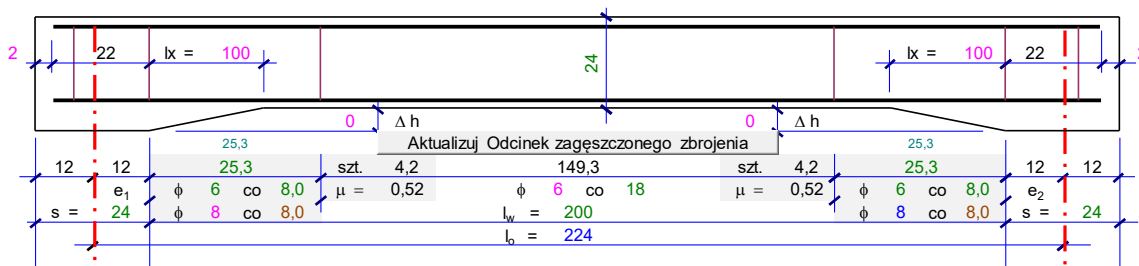 2 22 lx = 100 24 lx = 100 22
0 Δ h 0 Δ h
25,3 Aktualizuj Odcinek zagęszczonego zbrojenia 25,3
12 12 25,3 szt. 4,2 149,3 szt. 4,2 25,3 12 12
e1 ϕ 6 co 8,0 μ = 0,52 ϕ 6 co 18 μ = 0,52 ϕ 6 co 8,0 e2
s = 24 ϕ 8 co 8,0 lw = 200 ϕ 8 co 8,0 s = 24
lo = 224